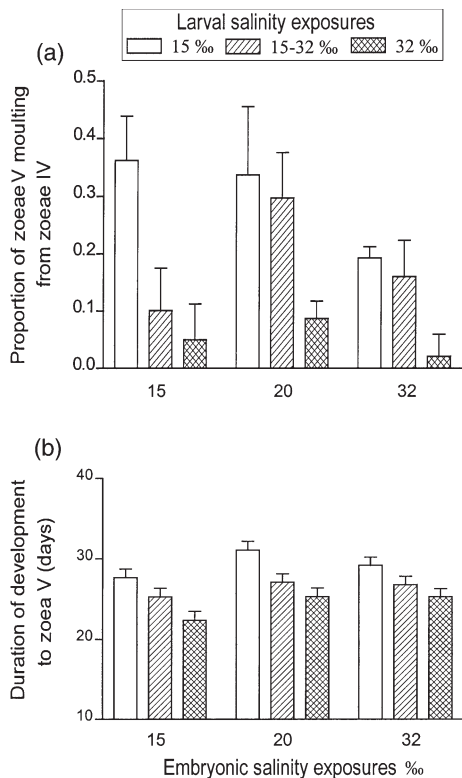 Larval salinity exposures
15 ‰ 15-32 ‰ 32 ‰
(a)
Proportion of zoeae V moulting
from zoeae IV
0.5
0.4
0.3
0.2
0.1
0.0
15 20 32
(b)
Duration of development
to zoea V (days)
40
30
20
10
15 20 32
Embryonic salinity exposures ‰